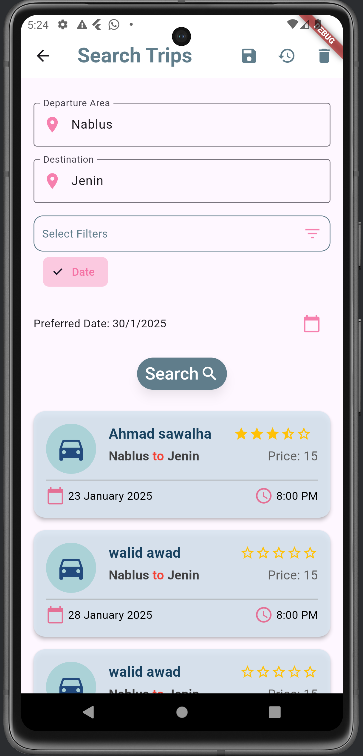 5:24
DEBUG
Search Trips
Departure Area
Nablus
Destination
Jenin
Select Filters
Date
Preferred Date: 30/1/2025
Search
Ahmad sawalha
Nablus to Jenin Price: 15
23 January 2025 8:00 PM
walid awad
Nablus to Jenin Price: 15
28 January 2025 8:00 PM
walid awad
Nablus to Jenin Price: 15